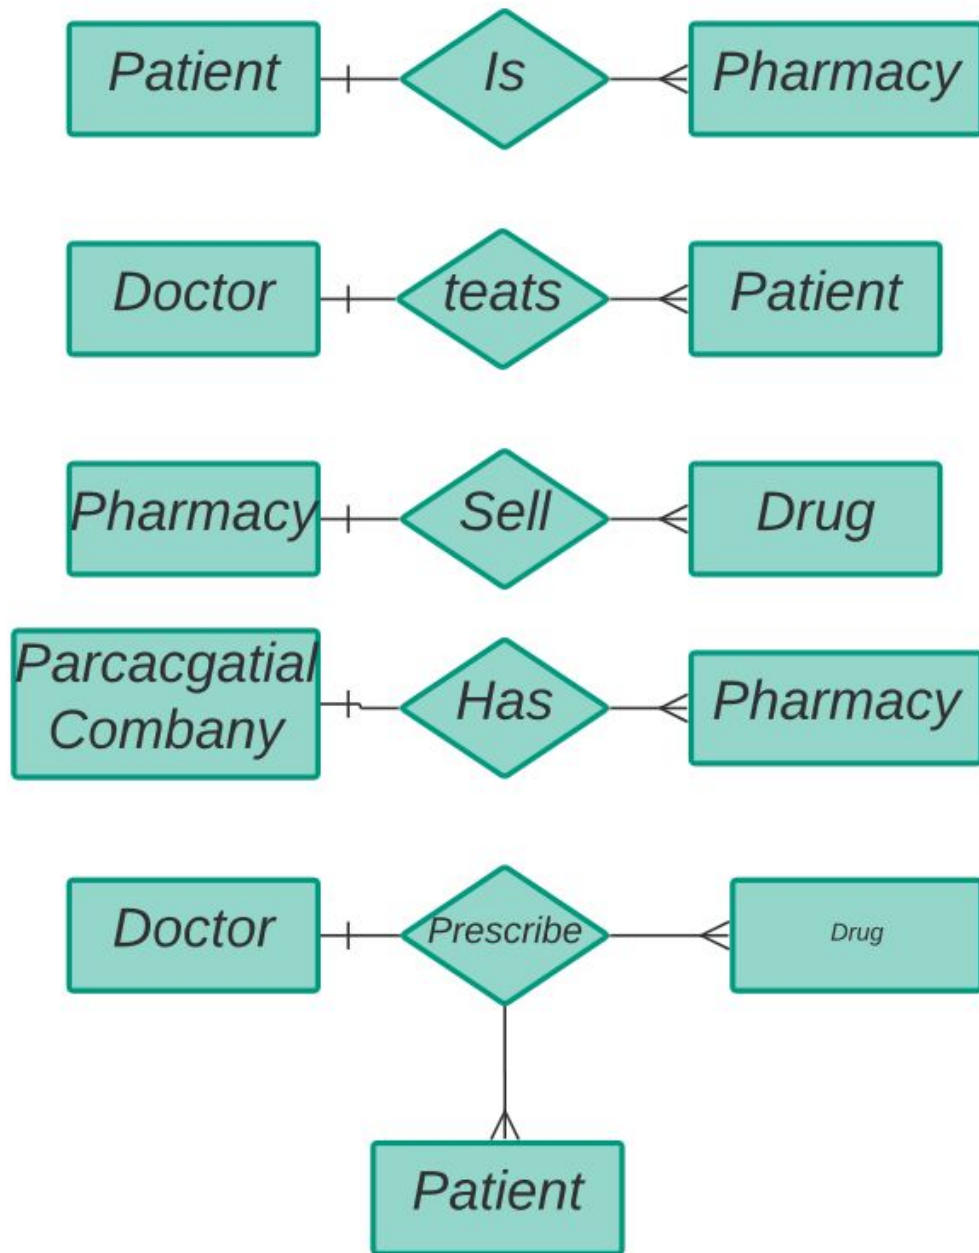 Patient Is Pharmacy
Doctor teats Patient
Pharmacy Sell Drug
Parcacgatial
Combany
Has Pharmacy
Doctor Prescribe Drug
Patient